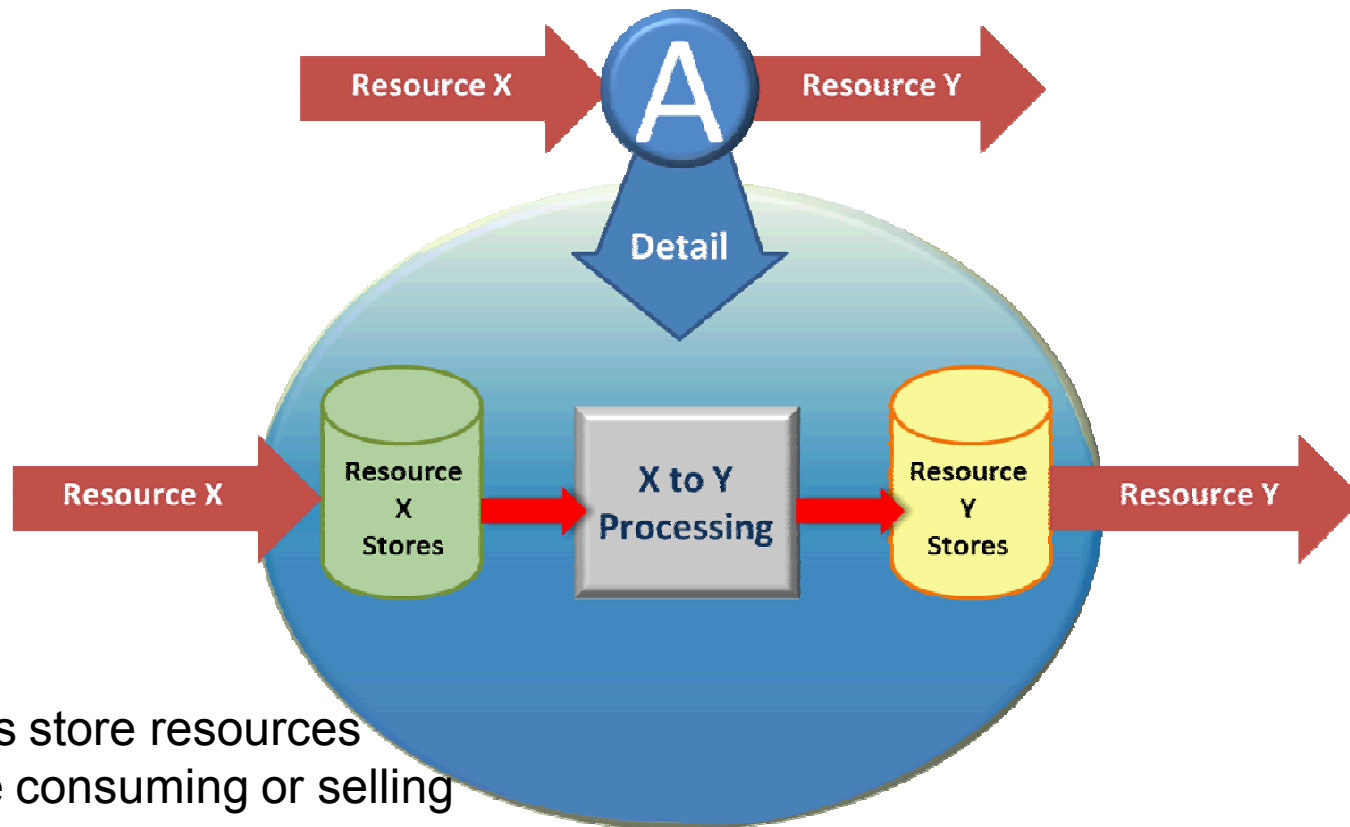 Resource X
A
Resource Y
Detail
Resource X
Resource
X
Stores
X to Y
Processing
Resource
Y
Stores
Resource Y
s store resources
e consuming or selling